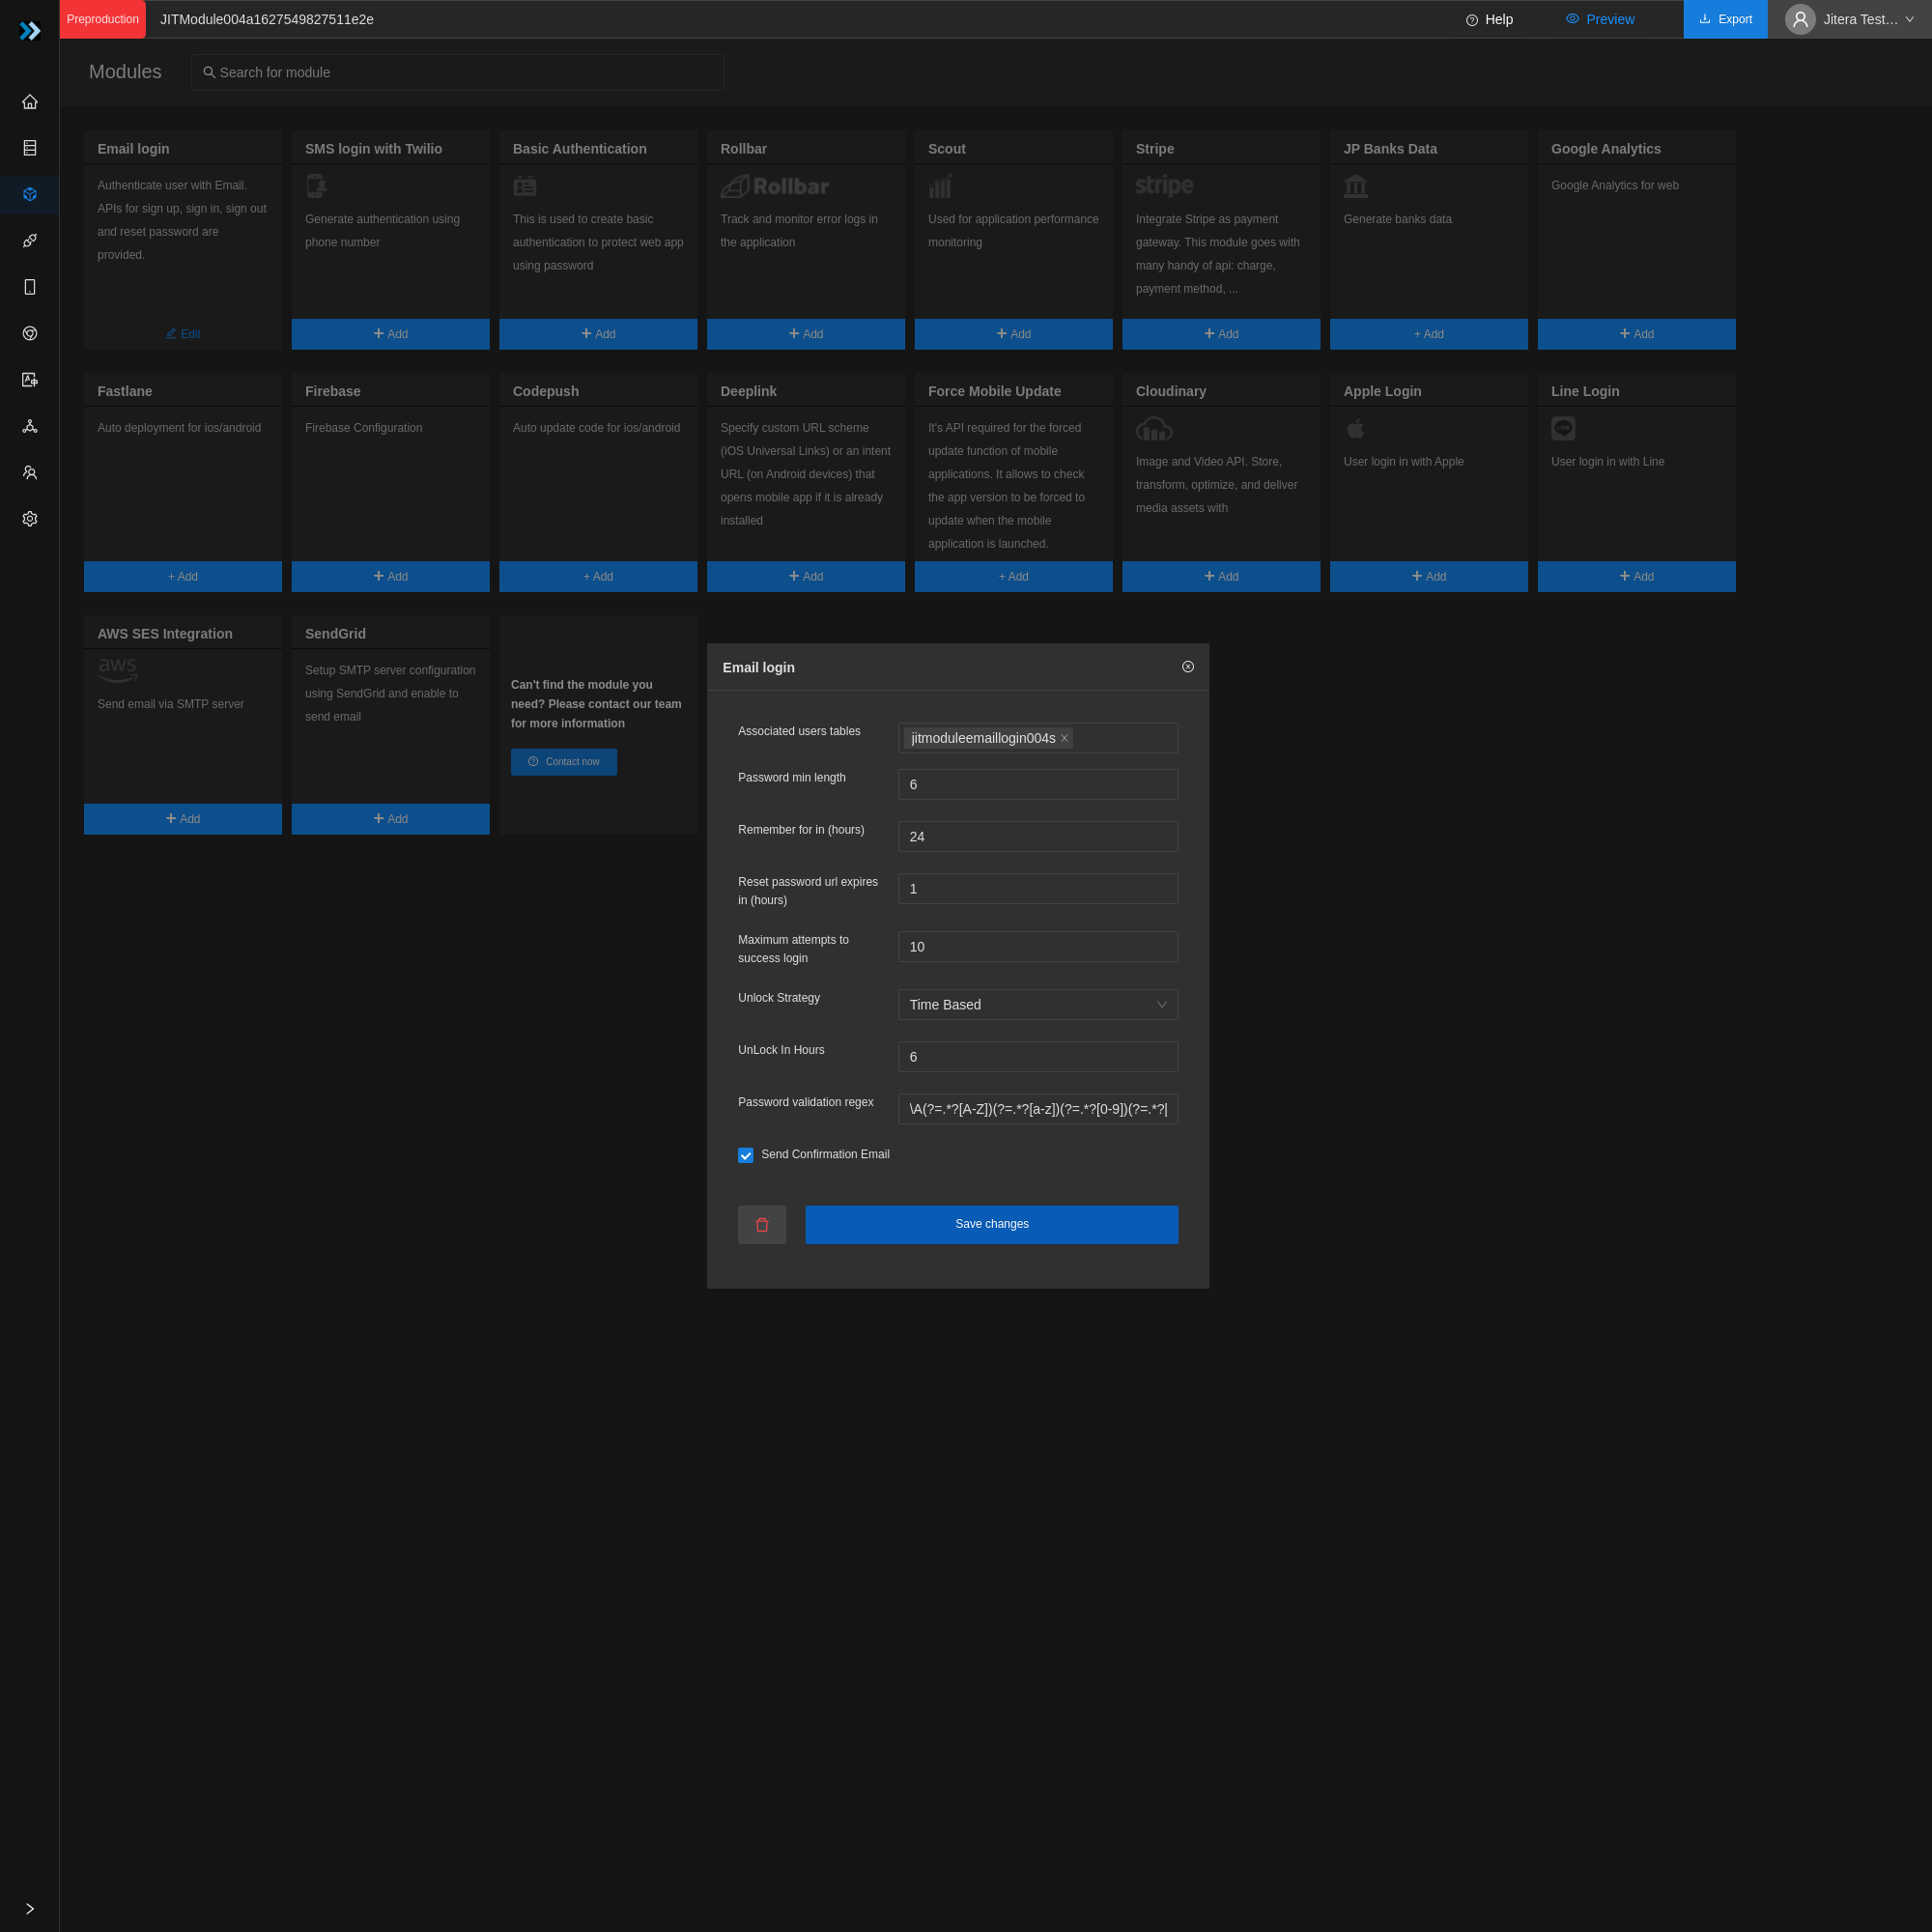 Preproduction
JITModule004a1627549827511e2e
Help
Preview
Export
Jitera Test…
Modules
Search for module
Email login
Authenticate user with Email.
APIs for sign up, sign in, sign out
and reset password are
provided.
Edit
SMS login with Twilio
Generate authentication using
phone number
Add
Basic Authentication
This is used to create basic
authentication to protect web app
using password
Add
Rollbar
Rollbar
Track and monitor error logs in
the application
Add
Scout
Used for application performance
monitoring
Add
Stripe
stripe
Integrate Stripe as payment
gateway. This module goes with
many handy of api: charge,
payment method, ...
Add
JP Banks Data
Generate banks data
+ Add
Google Analytics
Google Analytics for web
Add
Fastlane
Auto deployment for ios/android
+ Add
Firebase
Firebase Configuration
Add
Codepush
Auto update code for ios/android
+ Add
Deeplink
Specify custom URL scheme
(iOS Universal Links) or an intent
URL (on Android devices) that
opens mobile app if it is already
installed
Add
Force Mobile Update
It's API required for the forced
update function of mobile
applications. It allows to check
the app version to be forced to
update when the mobile
application is launched.
+ Add
Cloudinary
Image and Video API. Store,
transform, optimize, and deliver
media assets with
Add
Apple Login
User login in with Apple
Add
Line Login
LINE
User login in with Line
Add
AWS SES Integration
aws
Send email via SMTP server
Add
SendGrid
Setup SMTP server configuration
using SendGrid and enable to
send email
Add
Can't find the module you
need? Please contact our team
for more information
Contact now
Email login
Associated users tables
jitmoduleemaillogin004s
Password min length
6
Remember for in (hours)
24
Reset password url expires
in (hours)
1
Maximum attempts to
success login
10
Unlock Strategy
Time Based
UnLock In Hours
6
Password validation regex
\A(?=.*?[A-Z])(?=.*?[a-z])(?=.*?[0-9])(?=.*?[
Send Confirmation Email
Save changes